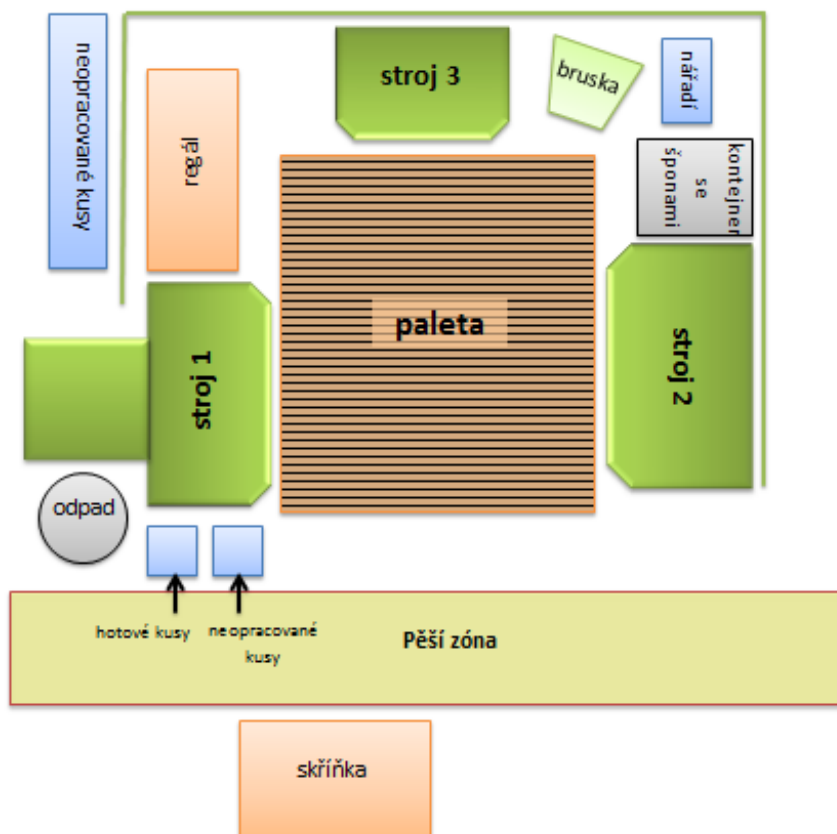 neopracované kusy
regál
stroj 3
bruska
nářadí
kontejner
se
šponami
paleta
stroj 1
stroj 2
odpad
hotové kusy
neopracované
kusy
Pěší zóna
skříňka